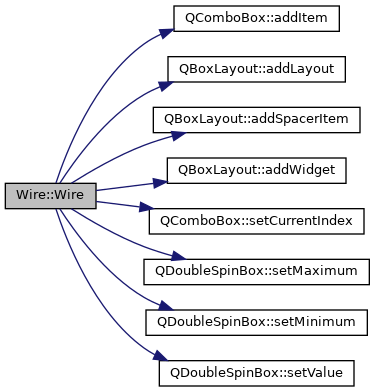 QComboBox::addItem
QBoxLayout::addLayout
QBoxLayout::addSpacerItem
QBoxLayout::addWidget
Wire::Wire
QComboBox::setCurrentIndex
QDoubleSpinBox::setMaximum
QDoubleSpinBox::setMinimum
QDoubleSpinBox::setValue